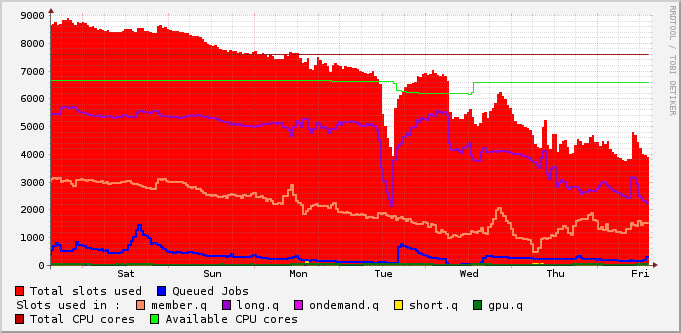 RRDTOOL / TOBI OETIKER
9000
8000
7000
6000
5000
4000
3000
2000
1000
0
Sat Sun Mon Tue Wed Thu Fri
Total slots used Queued Jobs
Slots used in : member.q long.q ondemand.q short.q gpu.q
Total CPU cores Available CPU cores